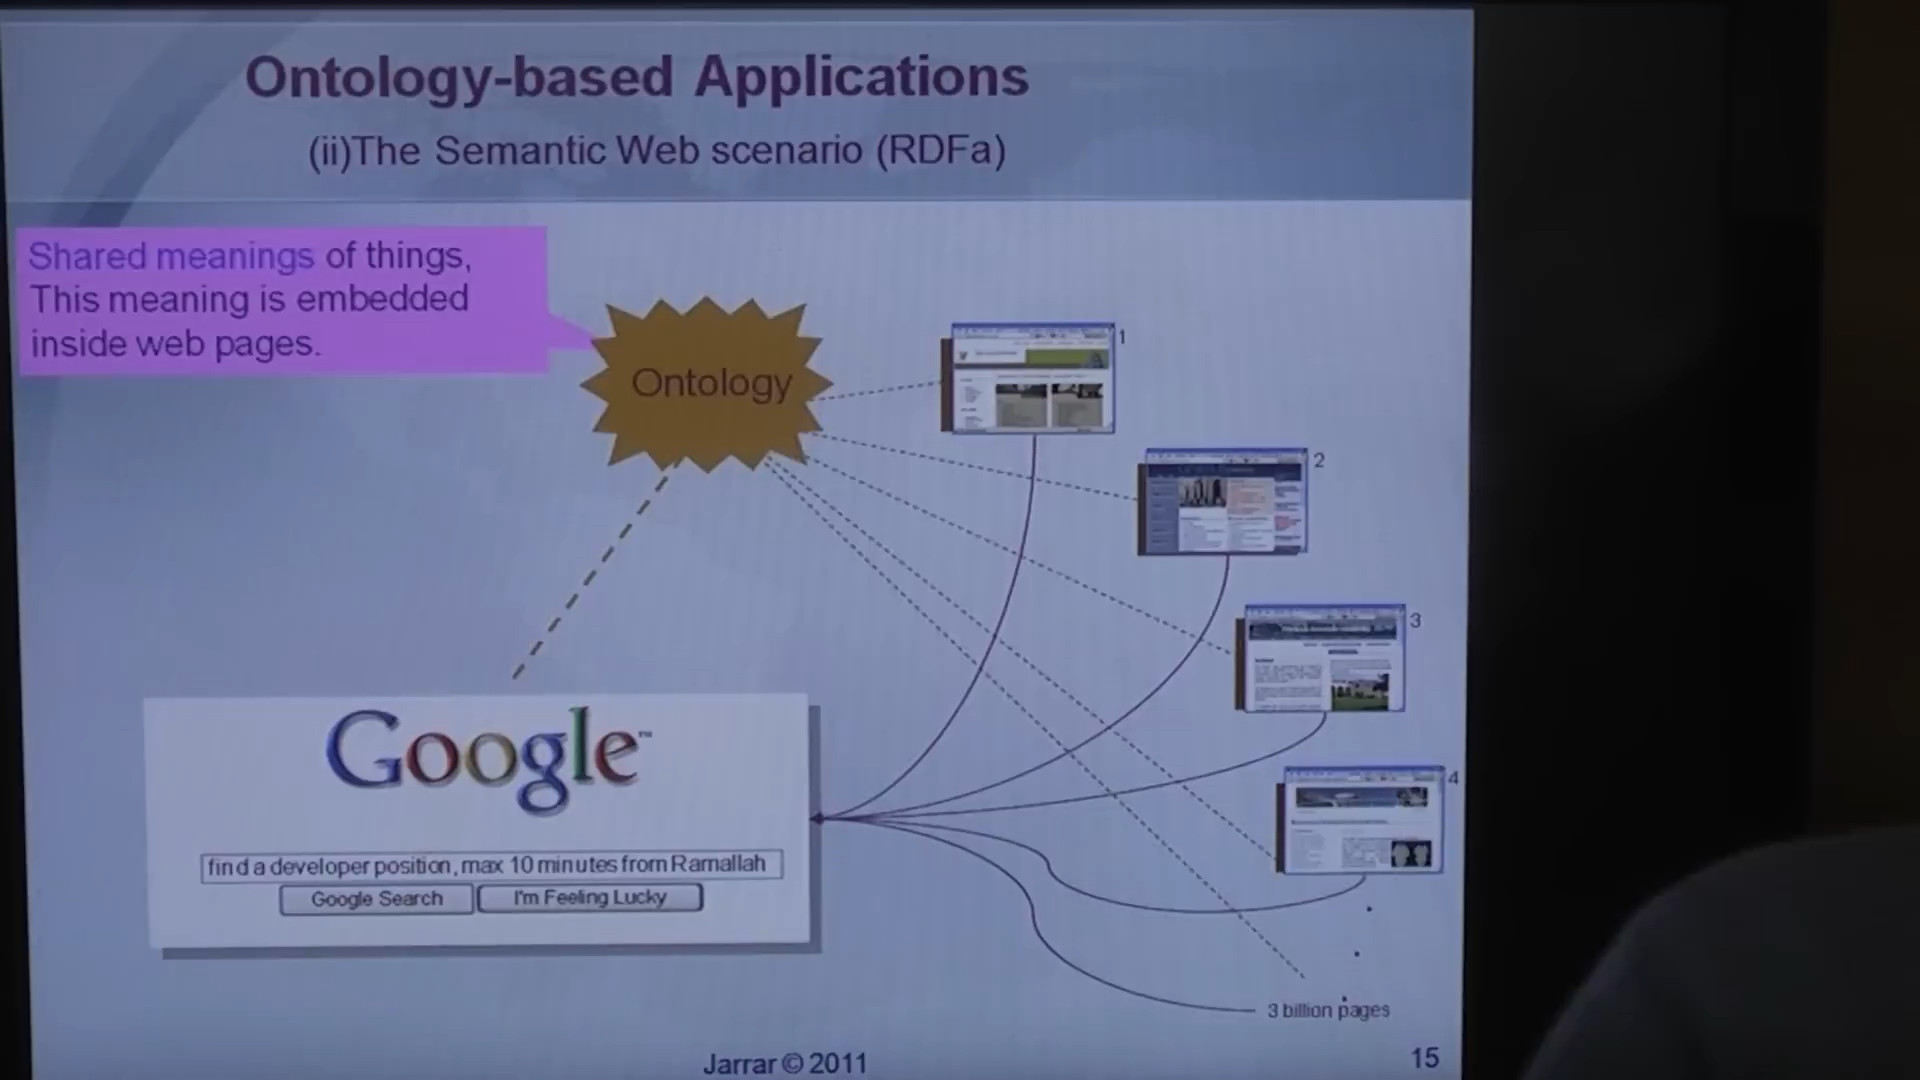 Ontology-based Applications
(ii)The Semantic Web scenario (RDFa)
Shared meanings of things,
This meaning is embedded
inside web pages.
Ontology
1
2
3
4
Google™
find a developer position, max 10 minutes from Ramallah
Google Search
I'm Feeling Lucky
3 billion pages
Jarrar © 2011
15